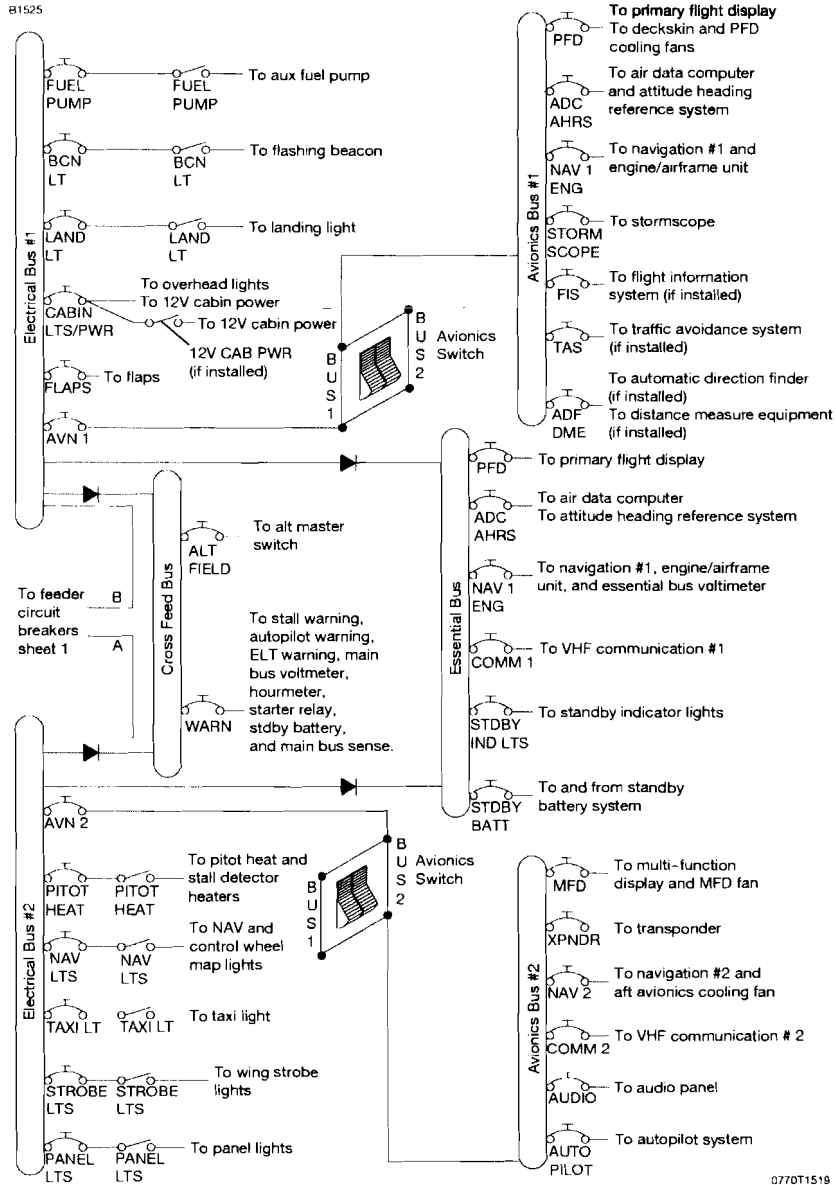 B1525
Electrical Bus #1
FUEL
PUMP
FUEL
PUMP
To aux fuel pump
BCN
LT
BCN
LT
To flashing beacon
LAND
LT
LAND
LT
To landing light
CABIN
LTS/PWR
To overhead lights
To 12V cabin power
To 12V cabin power
12V CAB PWR
(if installed)
FLAPS
To flaps
AVN 1
BUS 1
BUS 2
Avionics
Switch
Avionics Bus #1
PFD
To primary flight display
To deckskin and PFD
cooling fans
ADC
AHRS
To air data computer
and attitude heading
reference system
NAV 1
ENG
To navigation #1 and
engine/airframe unit
STORM
SCOPE
To stormscope
FIS
To flight information
system (if installed)
TAS
To traffic avoidance system
(if installed)
ADF
DME
To automatic direction finder
(if installed)
To distance measure equipment
(if installed)
Cross Feed Bus
ALT
FIELD
To alt master
switch
WARN
To stall warning,
autopilot warning,
ELT warning, main
bus voltmeter,
hourmeter,
starter relay,
stdby battery,
and main bus sense.
To feeder
circuit
breakers
sheet 1
B
A
Essential Bus
PFD
To primary flight display
ADC
AHRS
To air data computer
To attitude heading reference system
NAV 1
ENG
To navigation #1, engine/airframe
unit, and essential bus voltimeter
COMM 1
To VHF communication #1
STDBY
IND LTS
To standby indicator lights
STDBY
BATT
To and from standby
battery system
Electrical Bus #2
AVN 2
PITOT
HEAT
PITOT
HEAT
To pitot heat and
stall detector
heaters
NAV
LTS
NAV
LTS
To NAV and
control wheel
map lights
TAXI LT
TAXI LT
To taxi light
STROBE
LTS
STROBE
LTS
To wing strobe
lights
PANEL
LTS
PANEL
LTS
To panel lights
BUS 1
BUS 2
Avionics
Switch
Avionics Bus #2
MFD
To multi-function
display and MFD fan
XPNDR
To transponder
NAV 2
To navigation #2 and
aft avionics cooling fan
COMM 2
To VHF communication # 2
AUDIO
To audio panel
AUTO
PILOT
To autopilot system
0770T1519